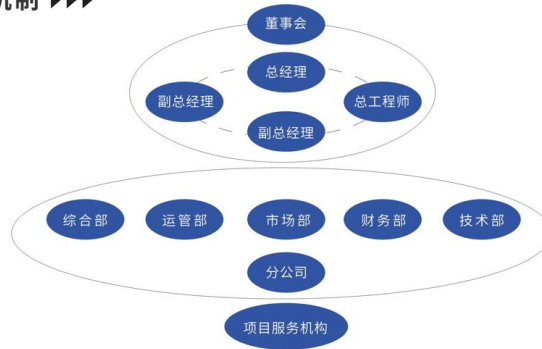 机制
董事会
总经理
副总经理
总工程师
副总经理
综合部
运管部
市场部
财务部
技术部
分公司
项目服务机构